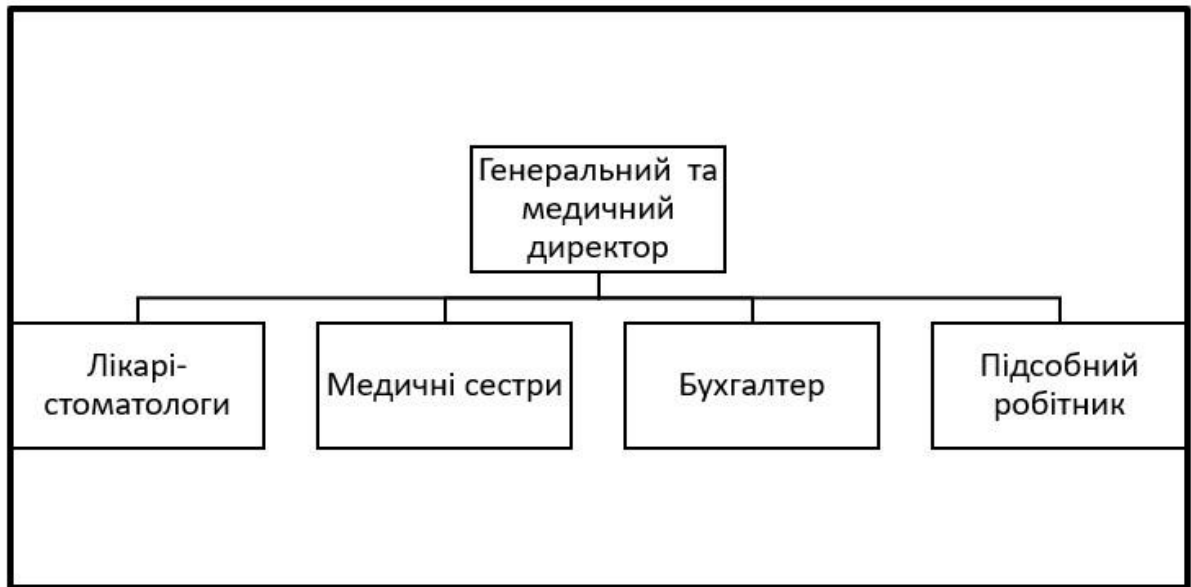 Генеральний та
медичний
директор
Лікарі-
стоматологи
Медичні сестри
Бухгалтер
Підсобний
робітник